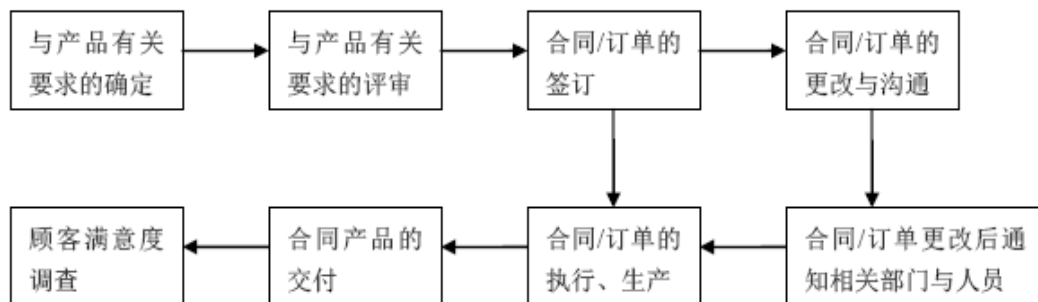 与产品有关
要求的确定
与产品有关
要求的评审
合同/订单的
签订
合同/订单的
更改与沟通
顾客满意度
调查
合同产品的
交付
合同/订单的
执行、生产
合同/订单更改后通
知相关部门与人员